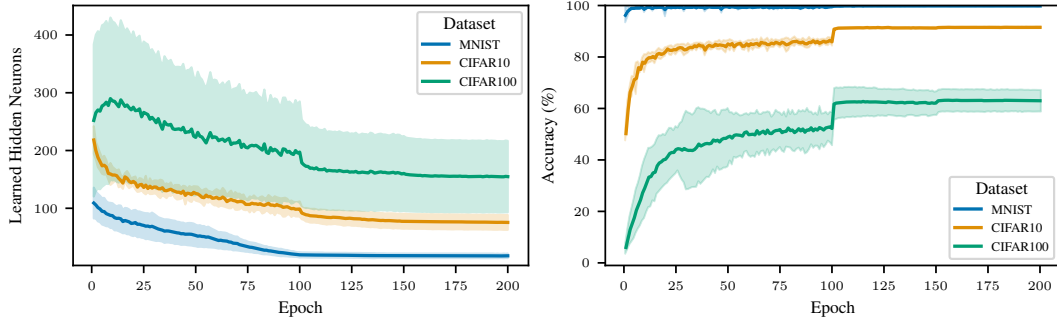 Learned Hidden Neurons
400
300
200
100
0 25 50 75 100 125 150 175 200
Epoch
Dataset
MNIST
CIFAR10
CIFAR100
Accuracy (%)
100
80
60
40
20
0
0 25 50 75 100 125 150 175 200
Epoch
Dataset
MNIST
CIFAR10
CIFAR100